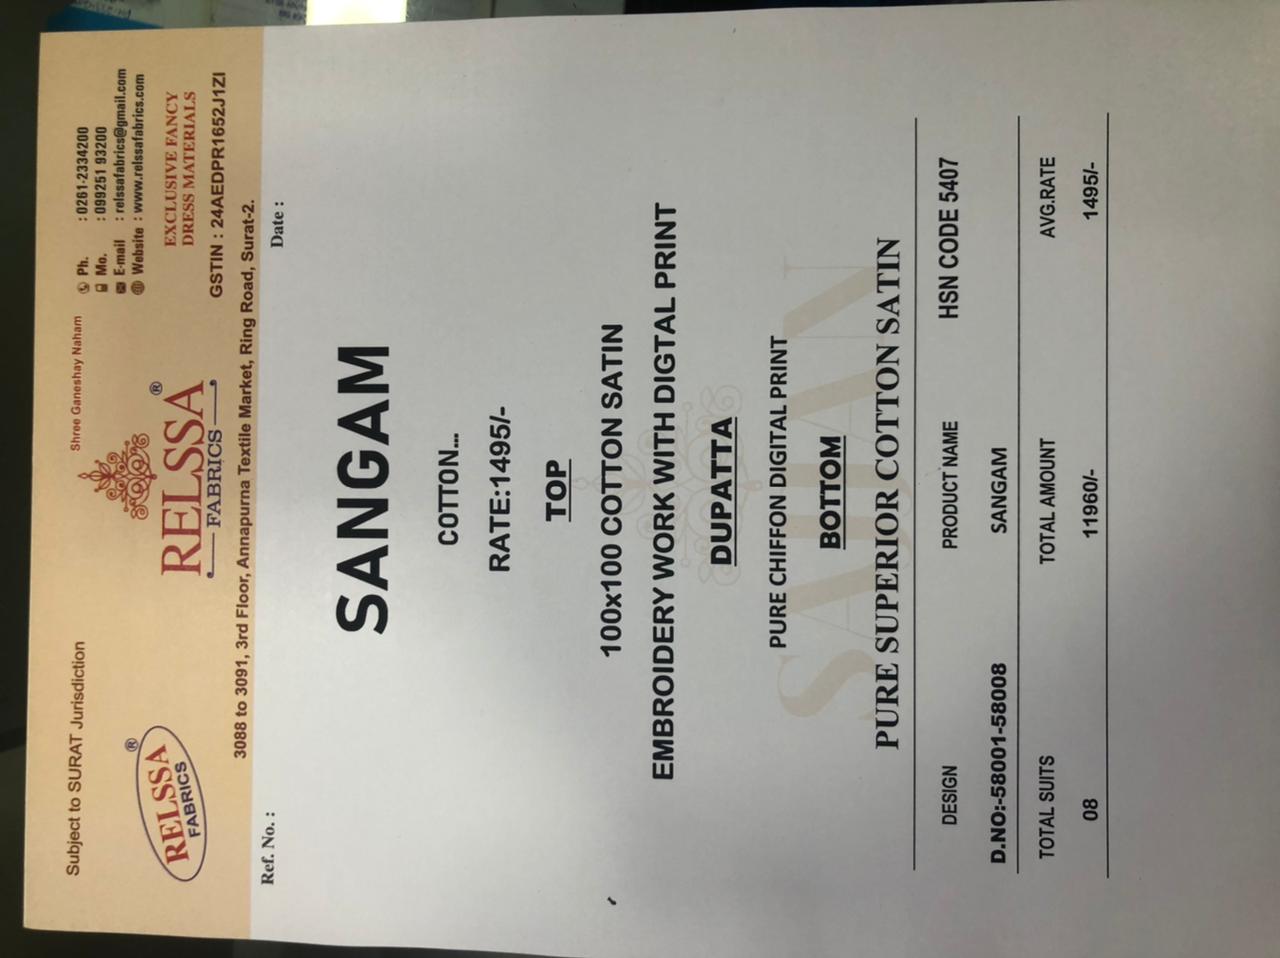 Subject to SURAT Jurisdiction
Shree Ganeshay Naham
Ph. : 0261-2334200
Mo. : 099251 93200
E-mail : relssafabrics@gmail.com
Website : www.relssafabrics.com
RELSSA®
FABRICS
RELSSA®
FABRICS
EXCLUSIVE FANCY
DRESS MATERIALS
GSTIN : 24AEDPR1652J1ZI
3088 to 3091, 3rd Floor, Annapurna Textile Market, Ring Road, Surat-2.
Ref. No. : Date :
SANGAM
COTTON...
RATE:1495/-
TOP
100x100 COTTON SATIN
EMBROIDERY WORK WITH DIGTAL PRINT
DUPATTA
PURE CHIFFON DIGITAL PRINT
BOTTOM
PURE SUPERIOR COTTON SATIN
DESIGN PRODUCT NAME HSN CODE 5407
D.NO:-58001-58008 SANGAM
TOTAL SUITS TOTAL AMOUNT AVG.RATE
08 11960/- 1495/-